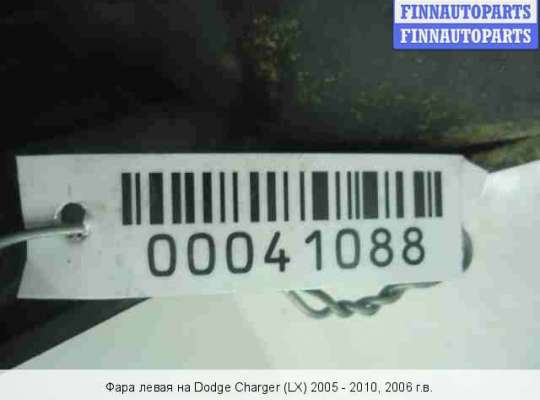 FINNAUTOPARTS
FINNAUTOPARTS
00041088
Фара левая на Dodge Charger (LX) 2005 - 2010, 2006 г.в.